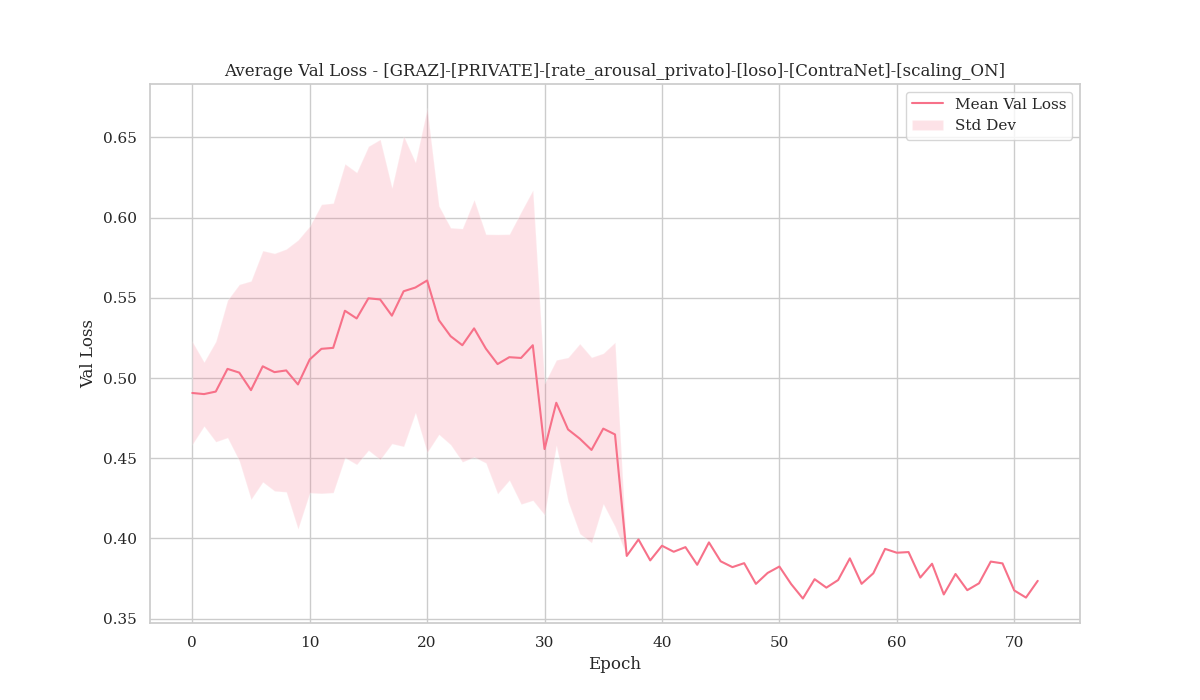 Average Val Loss - [GRAZ]-[PRIVATE]-[rate_arousal_privato]-[loso]-[ContraNet]-[scaling_ON]
Mean Val Loss
Std Dev
0.65
0.60
0.55
0.50
0.45
0.40
0.35
Val Loss
0 10 20 30 40 50 60 70
Epoch